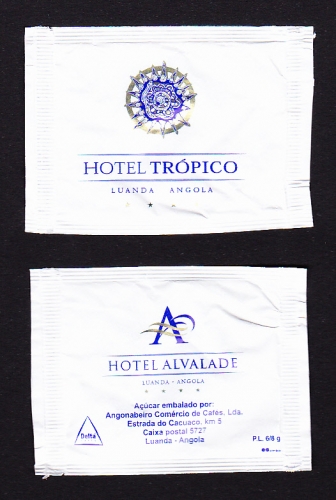 HOTEL TRÓPICO
LUANDA ANGOLA
A
HOTEL ALVALADE
LUANDA - ANGOLA
Açúcar embalado por:
Angonabeiro Comércio de Cafés, Lda.
Estrada do Cacuaco, km 5
Caixa postal 5727
Luanda - Angola
Delta
P.L. 6/8 g